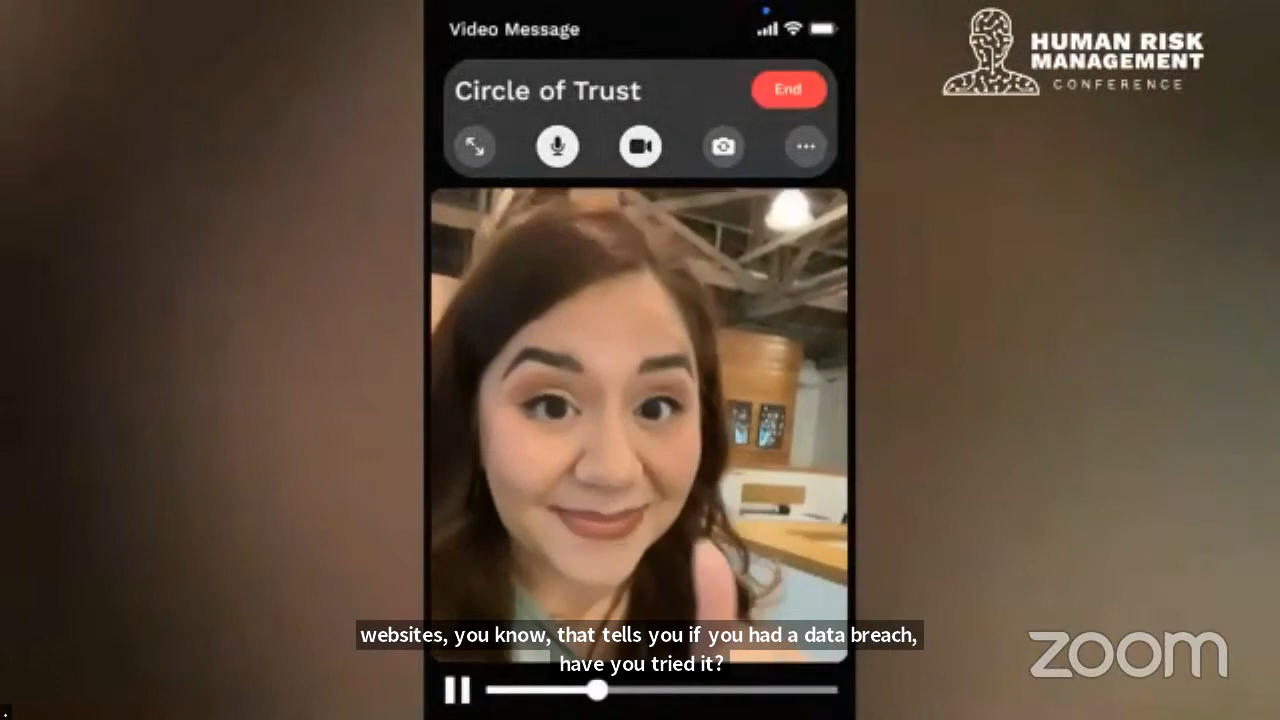 Video Message
HUMAN RISK
MANAGEMENT
CONFERENCE
Circle of Trust
End
websites, you know, that tells you if you had a data breach,
have you tried it?
zoom